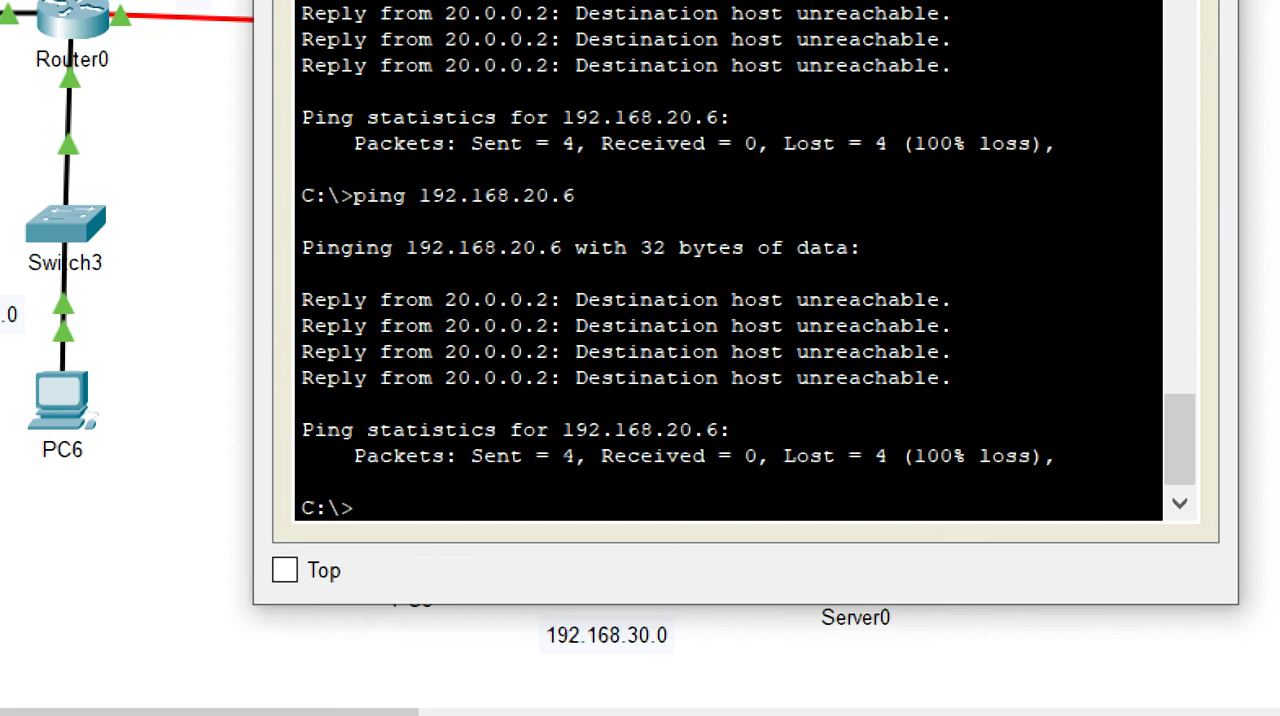 Router0
Switch3
.0
PC6
Reply from 20.0.0.2: Destination host unreachable.
Reply from 20.0.0.2: Destination host unreachable.
Reply from 20.0.0.2: Destination host unreachable.
Ping statistics for 192.168.20.6:
Packets: Sent = 4, Received = 0, Lost = 4 (100% loss),
C:\>ping 192.168.20.6
Pinging 192.168.20.6 with 32 bytes of data:
Reply from 20.0.0.2: Destination host unreachable.
Reply from 20.0.0.2: Destination host unreachable.
Reply from 20.0.0.2: Destination host unreachable.
Reply from 20.0.0.2: Destination host unreachable.
Ping statistics for 192.168.20.6:
Packets: Sent = 4, Received = 0, Lost = 4 (100% loss),
C:\>
Top
Server0
192.168.30.0